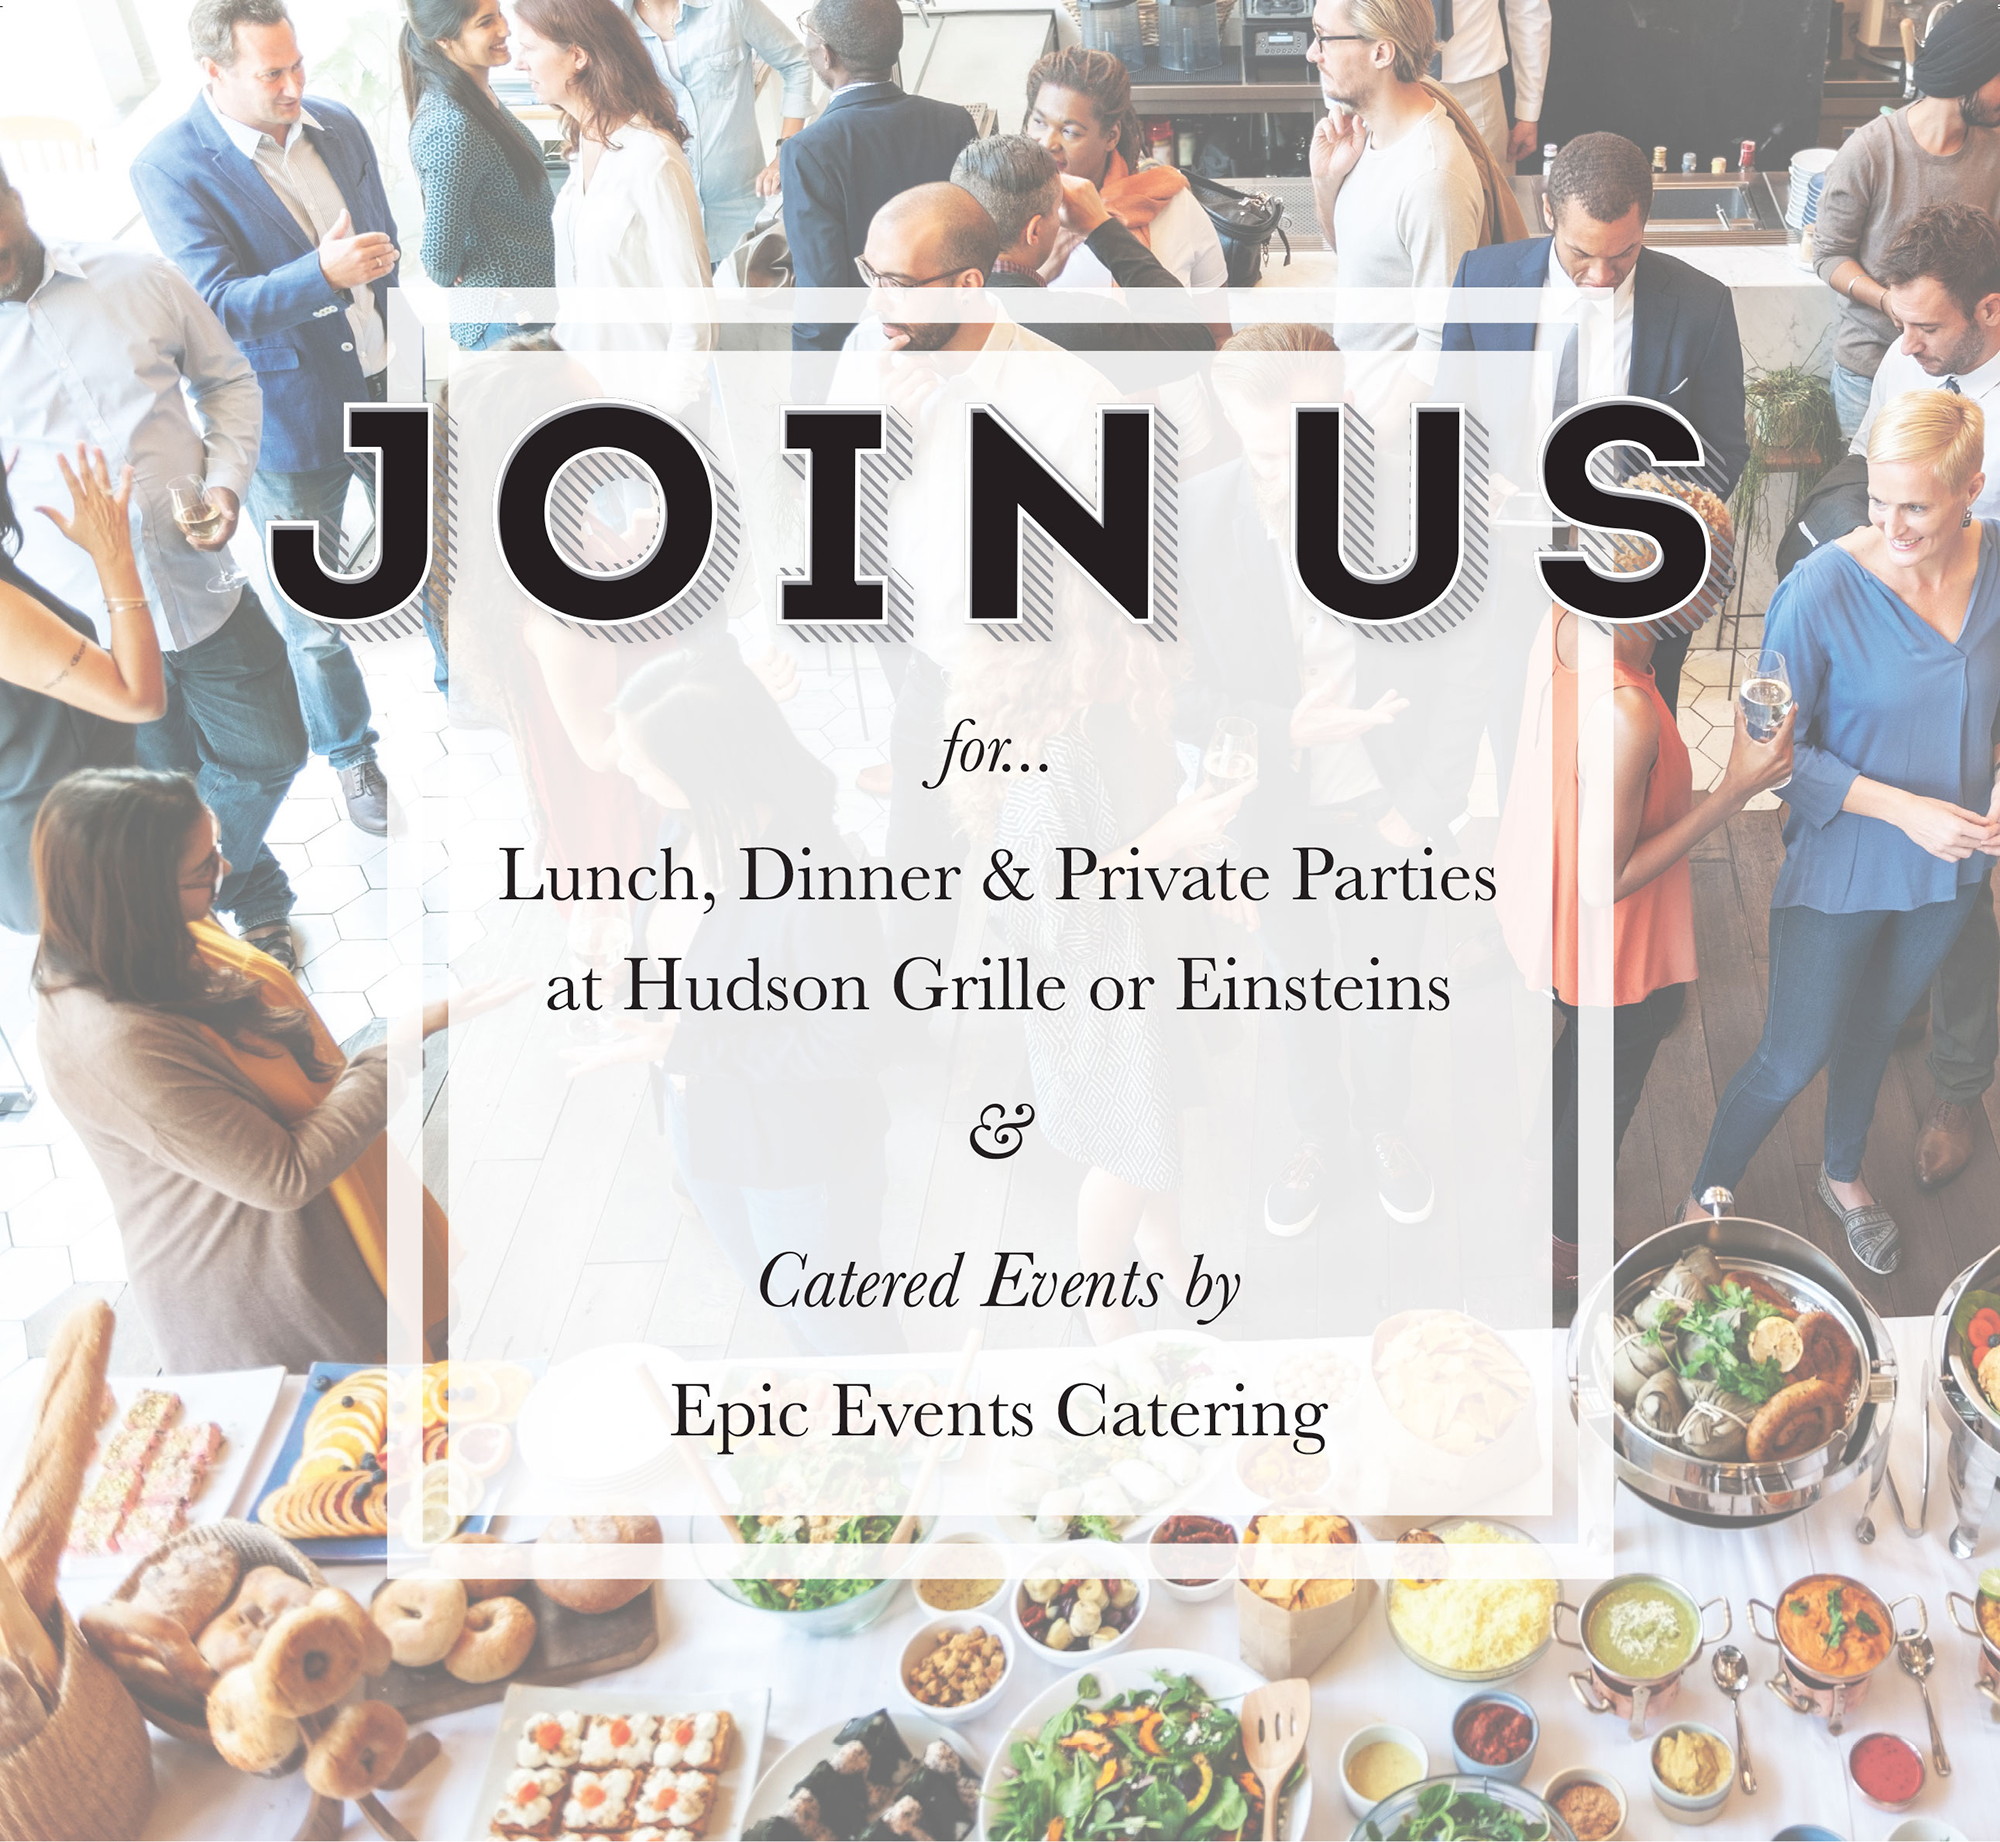 JOIN US
for...
Lunch, Dinner & Private Parties
at Hudson Grille or Einsteins
&
Catered Events by
Epic Events Catering